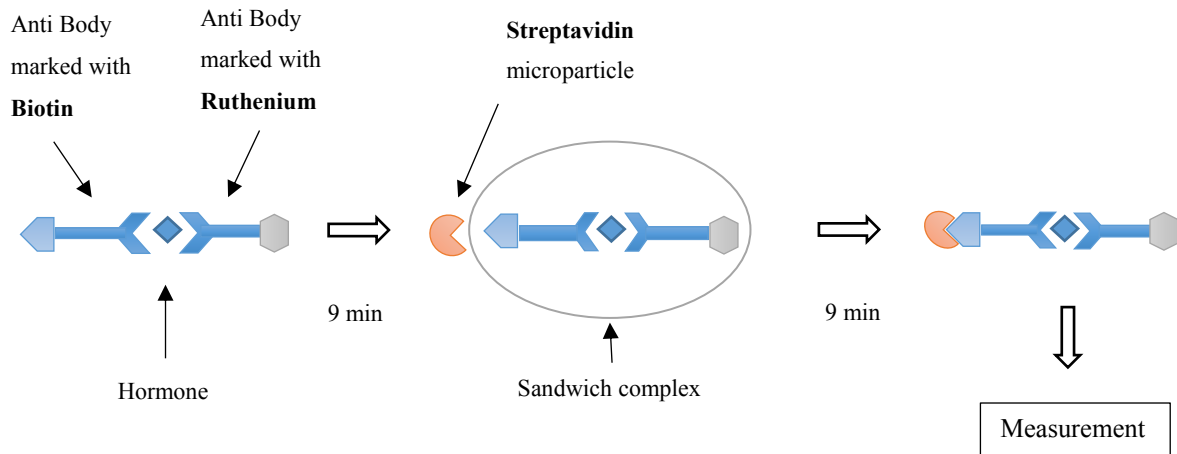 Anti Body
marked with
Biotin
Anti Body
marked with
Ruthenium
Streptavidin
microparticle
9 min
9 min
Hormone
Sandwich complex
Measurement